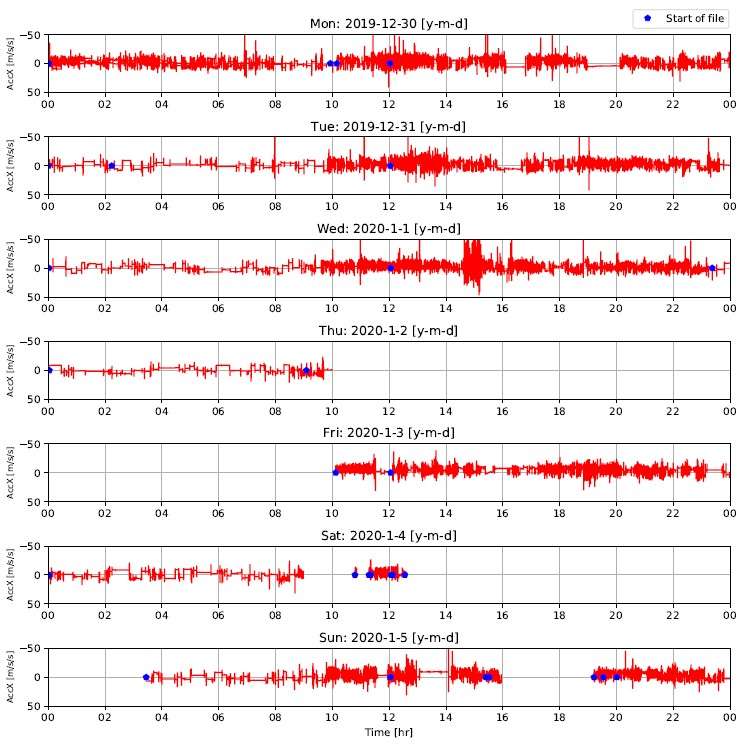 Start of file
Mon: 2019-12-30 [y-m-d]
AccX [m/s/s]
−50
0
50
00 02 04 06 08 10 12 14 16 18 20 22 00
Tue: 2019-12-31 [y-m-d]
AccX [m/s/s]
−50
0
50
00 02 04 06 08 10 12 14 16 18 20 22 00
Wed: 2020-1-1 [y-m-d]
AccX [m/s/s]
−50
0
50
00 02 04 06 08 10 12 14 16 18 20 22 00
Thu: 2020-1-2 [y-m-d]
AccX [m/s/s]
−50
0
50
00 02 04 06 08 10 12 14 16 18 20 22 00
Fri: 2020-1-3 [y-m-d]
AccX [m/s/s]
−50
0
50
00 02 04 06 08 10 12 14 16 18 20 22 00
Sat: 2020-1-4 [y-m-d]
AccX [m/s/s]
−50
0
50
00 02 04 06 08 10 12 14 16 18 20 22 00
Sun: 2020-1-5 [y-m-d]
AccX [m/s/s]
−50
0
50
00 02 04 06 08 10 12 14 16 18 20 22 00
Time [hr]